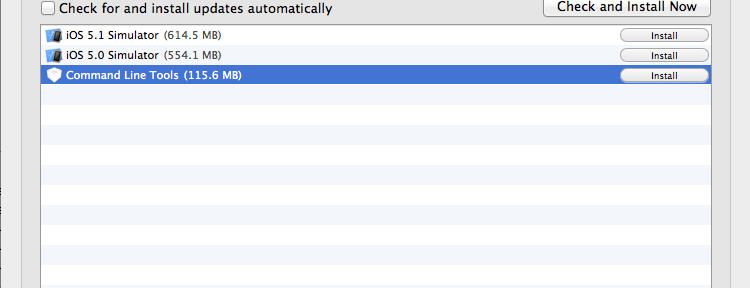 Check for and install updates automatically
Check and Install Now
iOS 5.1 Simulator (614.5 MB)
Install
iOS 5.0 Simulator (554.1 MB)
Install
Command Line Tools (115.6 MB)
Install